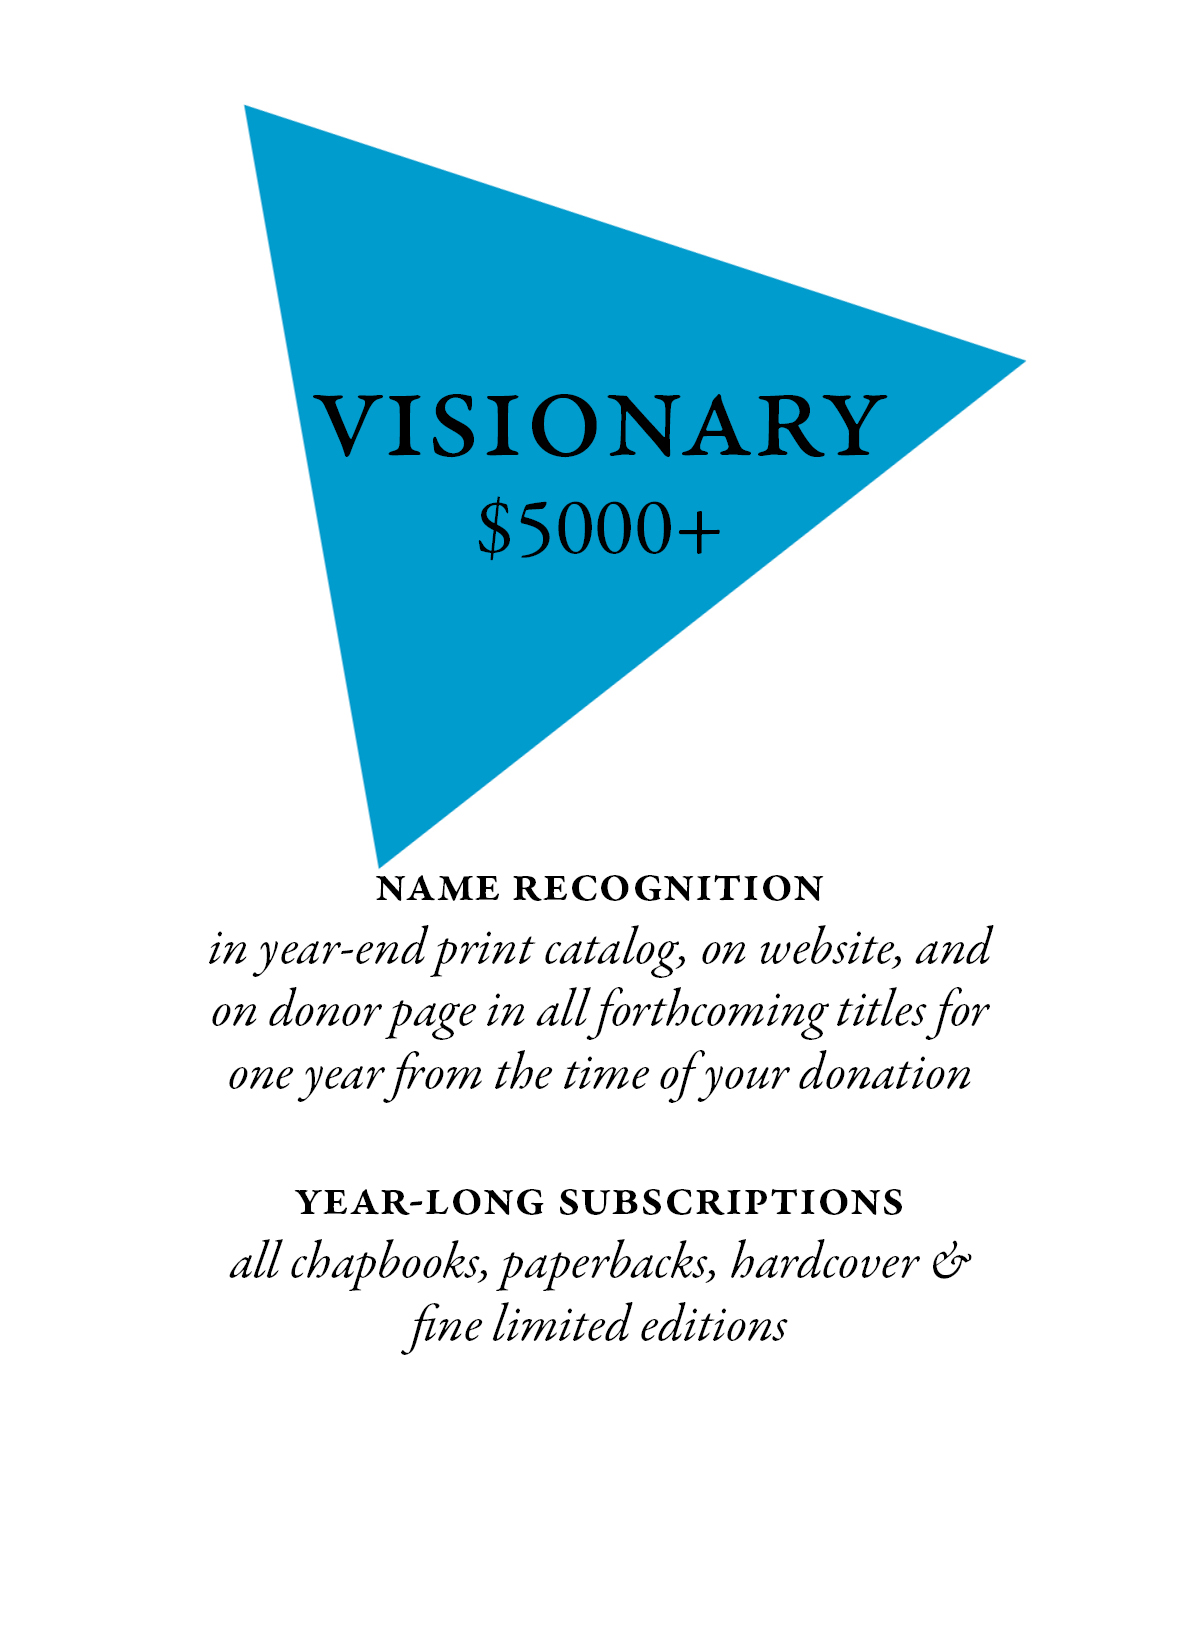 VISIONARY
$5000+
NAME RECOGNITION
in year-end print catalog, on website, and
on donor page in all forthcoming titles for
one year from the time of your donation
YEAR-LONG SUBSCRIPTIONS
all chapbooks, paperbacks, hardcover &
fine limited editions